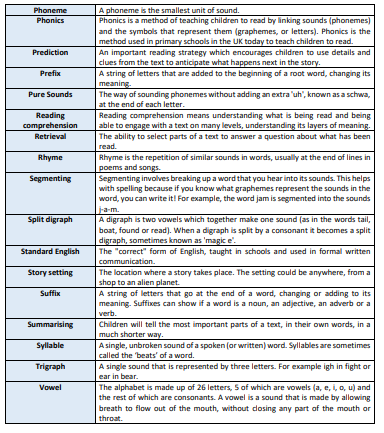 Phoneme A phoneme is the smallest unit of sound.
Phonics Phonics is a method of teaching children to read by linking sounds (phonemes)
and the symbols that represent them (graphemes, or letters). Phonics is the
method used in primary schools in the UK today to teach children to read.
Prediction An important reading strategy which encourages children to use details and
clues from the text to anticipate what happens next in the story.
Prefix A string of letters that are added to the beginning of a root word, changing its
meaning.
Pure Sounds The way of sounding phonemes without adding an extra 'uh', known as a schwa,
at the end of each letter.
Reading Reading comprehension means understanding what is being read and being
comprehension able to engage with a text on many levels, understanding its layers of meaning.
Retrieval The ability to select parts of a text to answer a question about what has been
read.
Rhyme Rhyme is the repetition of similar sounds in words, usually at the end of lines in
poems and songs.
Segmenting Segmenting involves breaking up a word that you hear into its sounds. This helps
with spelling because if you know what graphemes represent the sounds in the
word, you can write it! For example, the word jam is segmented into the sounds
j-a-m.
Split digraph A digraph is two vowels which together make one sound (as in the words tail,
boat, found or read). When a digraph is split by a consonant it becomes a split
digraph, sometimes known as 'magic e'.
Standard English The "correct" form of English, taught in schools and used in formal written
communication.
Story setting The location where a story takes place. The setting could be anywhere, from a
shop to an alien planet.
Suffix A string of letters that go at the end of a word, changing or adding to its
meaning. Suffixes can show if a word is a noun, an adjective, an adverb or a
verb.
Summarising Children will tell the most important parts of a text, in their own words, in a
much shorter way.
Syllable A single, unbroken sound of a spoken (or written) word. Syllables are sometimes
called the 'beats' of a word.
Trigraph A single sound that is represented by three letters. For example igh in fight or
ear in bear.
Vowel The alphabet is made up of 26 letters, 5 of which are vowels (a, e, i, o, u) and
the rest of which are consonants. A vowel is a sound that is made by allowing
breath to flow out of the mouth, without closing any part of the mouth or
throat.